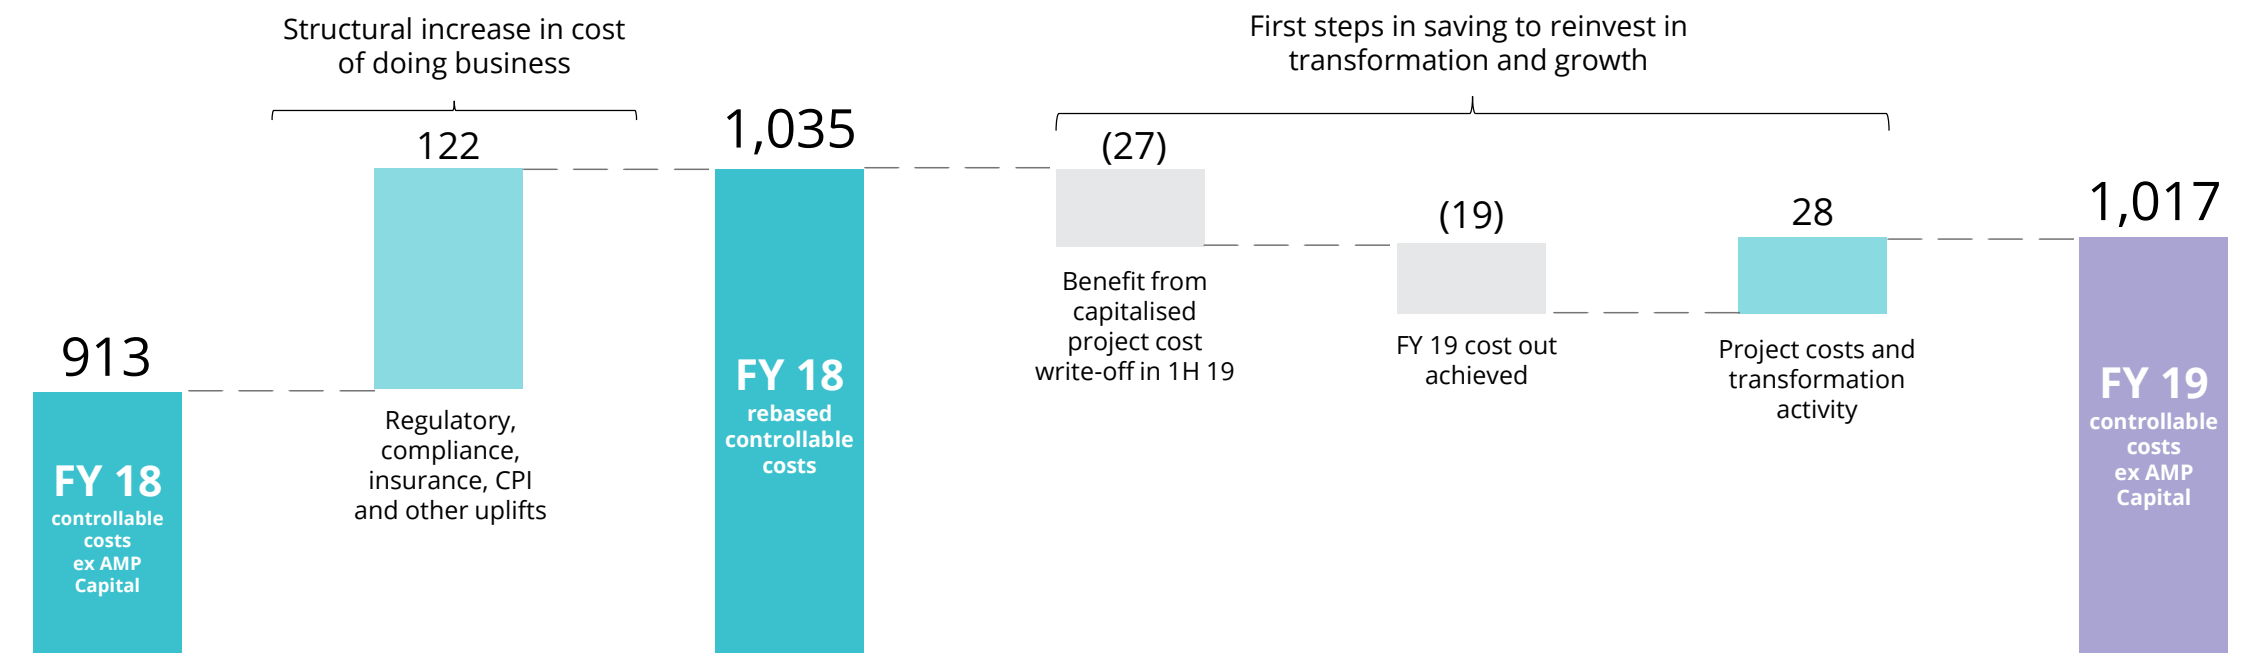 Structural increase in cost
of doing business
First steps in saving to reinvest in
transformation and growth
913
FY 18
controllable
costs
ex AMP
Capital
122
Regulatory,
compliance,
insurance, CPI
and other uplifts
1,035
FY 18
rebased
controllable
costs
(27)
Benefit from
capitalised
project cost
write-off in 1H 19
(19)
FY 19 cost out
achieved
28
Project costs and
transformation
activity
1,017
FY 19
controllable
costs
ex AMP
Capital